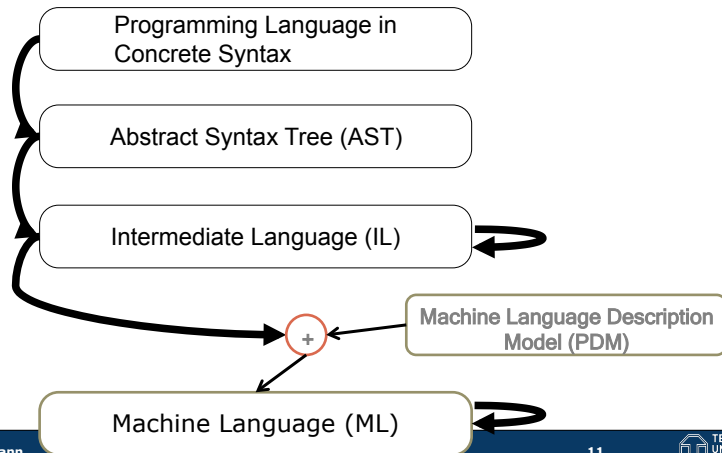 Programming Language in
Concrete Syntax
Abstract Syntax Tree (AST)
Intermediate Language (IL)
Machine Language Description
Model (PDM)
+
Machine Language (ML)
11